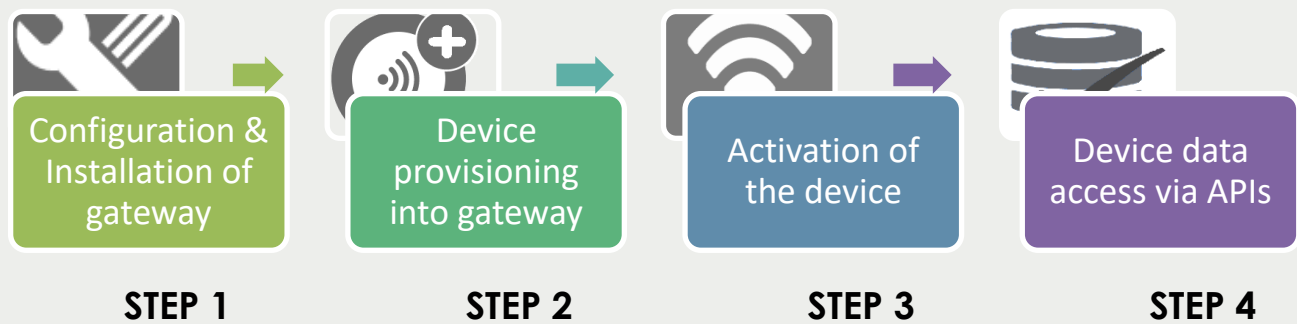 Configuration &
Installation of
gateway
Device
provisioning
into gateway
Activation of
the device
Device data
access via APIs
STEP 1
STEP 2
STEP 3
STEP 4